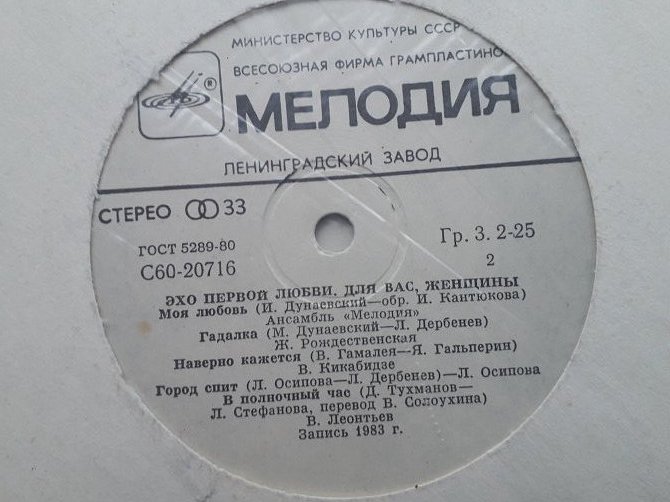 МИНИСТЕРСТВО КУЛЬТУРЫ СССР
ВСЕСОЮЗНАЯ ФИРМА ГРАМПЛАСТИНО
®
МЕЛОДИЯ
ЛЕНИНГРАДСКИЙ ЗАВОД
СТЕРЕО 33
Гр. 3. 2-25
ГОСТ 5289-80
С60-20716
2
ЭХО ПЕРВОЙ ЛЮБВИ. ДЛЯ ВАС, ЖЕНЩИНЫ
Моя любовь (И. Дунаевский—обр. И. Кантюкова)
Ансамбль «Мелодия»
Гадалка (М. Дунаевский—Л. Дербенев)
Ж. Рождественская
Наверно кажется (В. Гамалея—Я. Гальперин)
В. Кикабидзе
Город спит (Л. Осипова—Л. Дербенев)—Л. Осипова
В полночный час (Д. Тухманов—
Л. Стефанова, перевод В. Солоухина)
В. Леонтьев
Запись 1983 г.